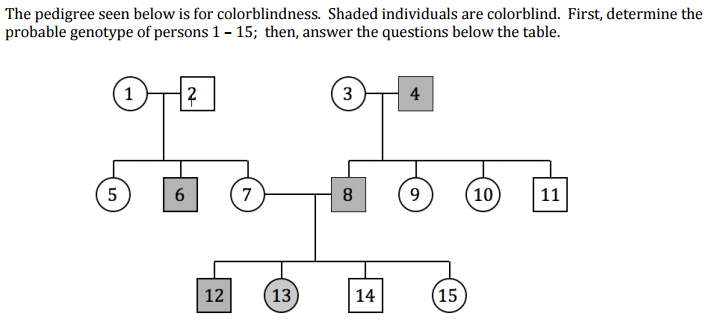 The pedigree seen below is for colorblindness. Shaded individuals are colorblind. First, determine the
probable genotype of persons 1 – 15; then, answer the questions below the table.
1 2 3 4
5 6 7 8 9 10 11
12 13 14 15